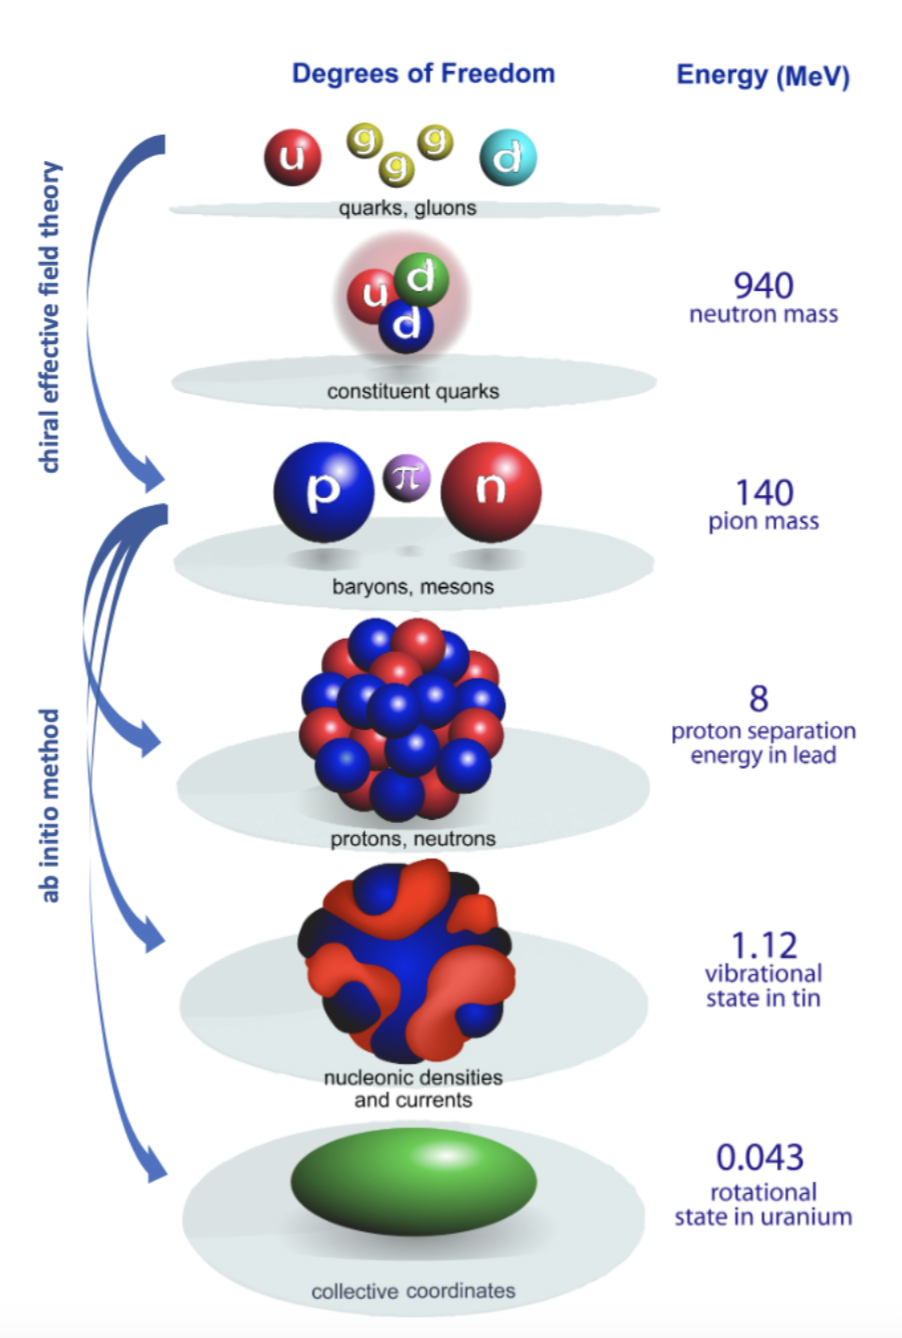 Degrees of Freedom
Energy (MeV)
chiral effective field theory
u
g
g
g
d
quarks, gluons
u
d
d
constituent quarks
940
neutron mass
p
π
n
baryons, mesons
140
pion mass
ab initio method
protons, neutrons
8
proton separation
energy in lead
nucleonic densities
and currents
1.12
vibrational
state in tin
collective coordinates
0.043
rotational
state in uranium